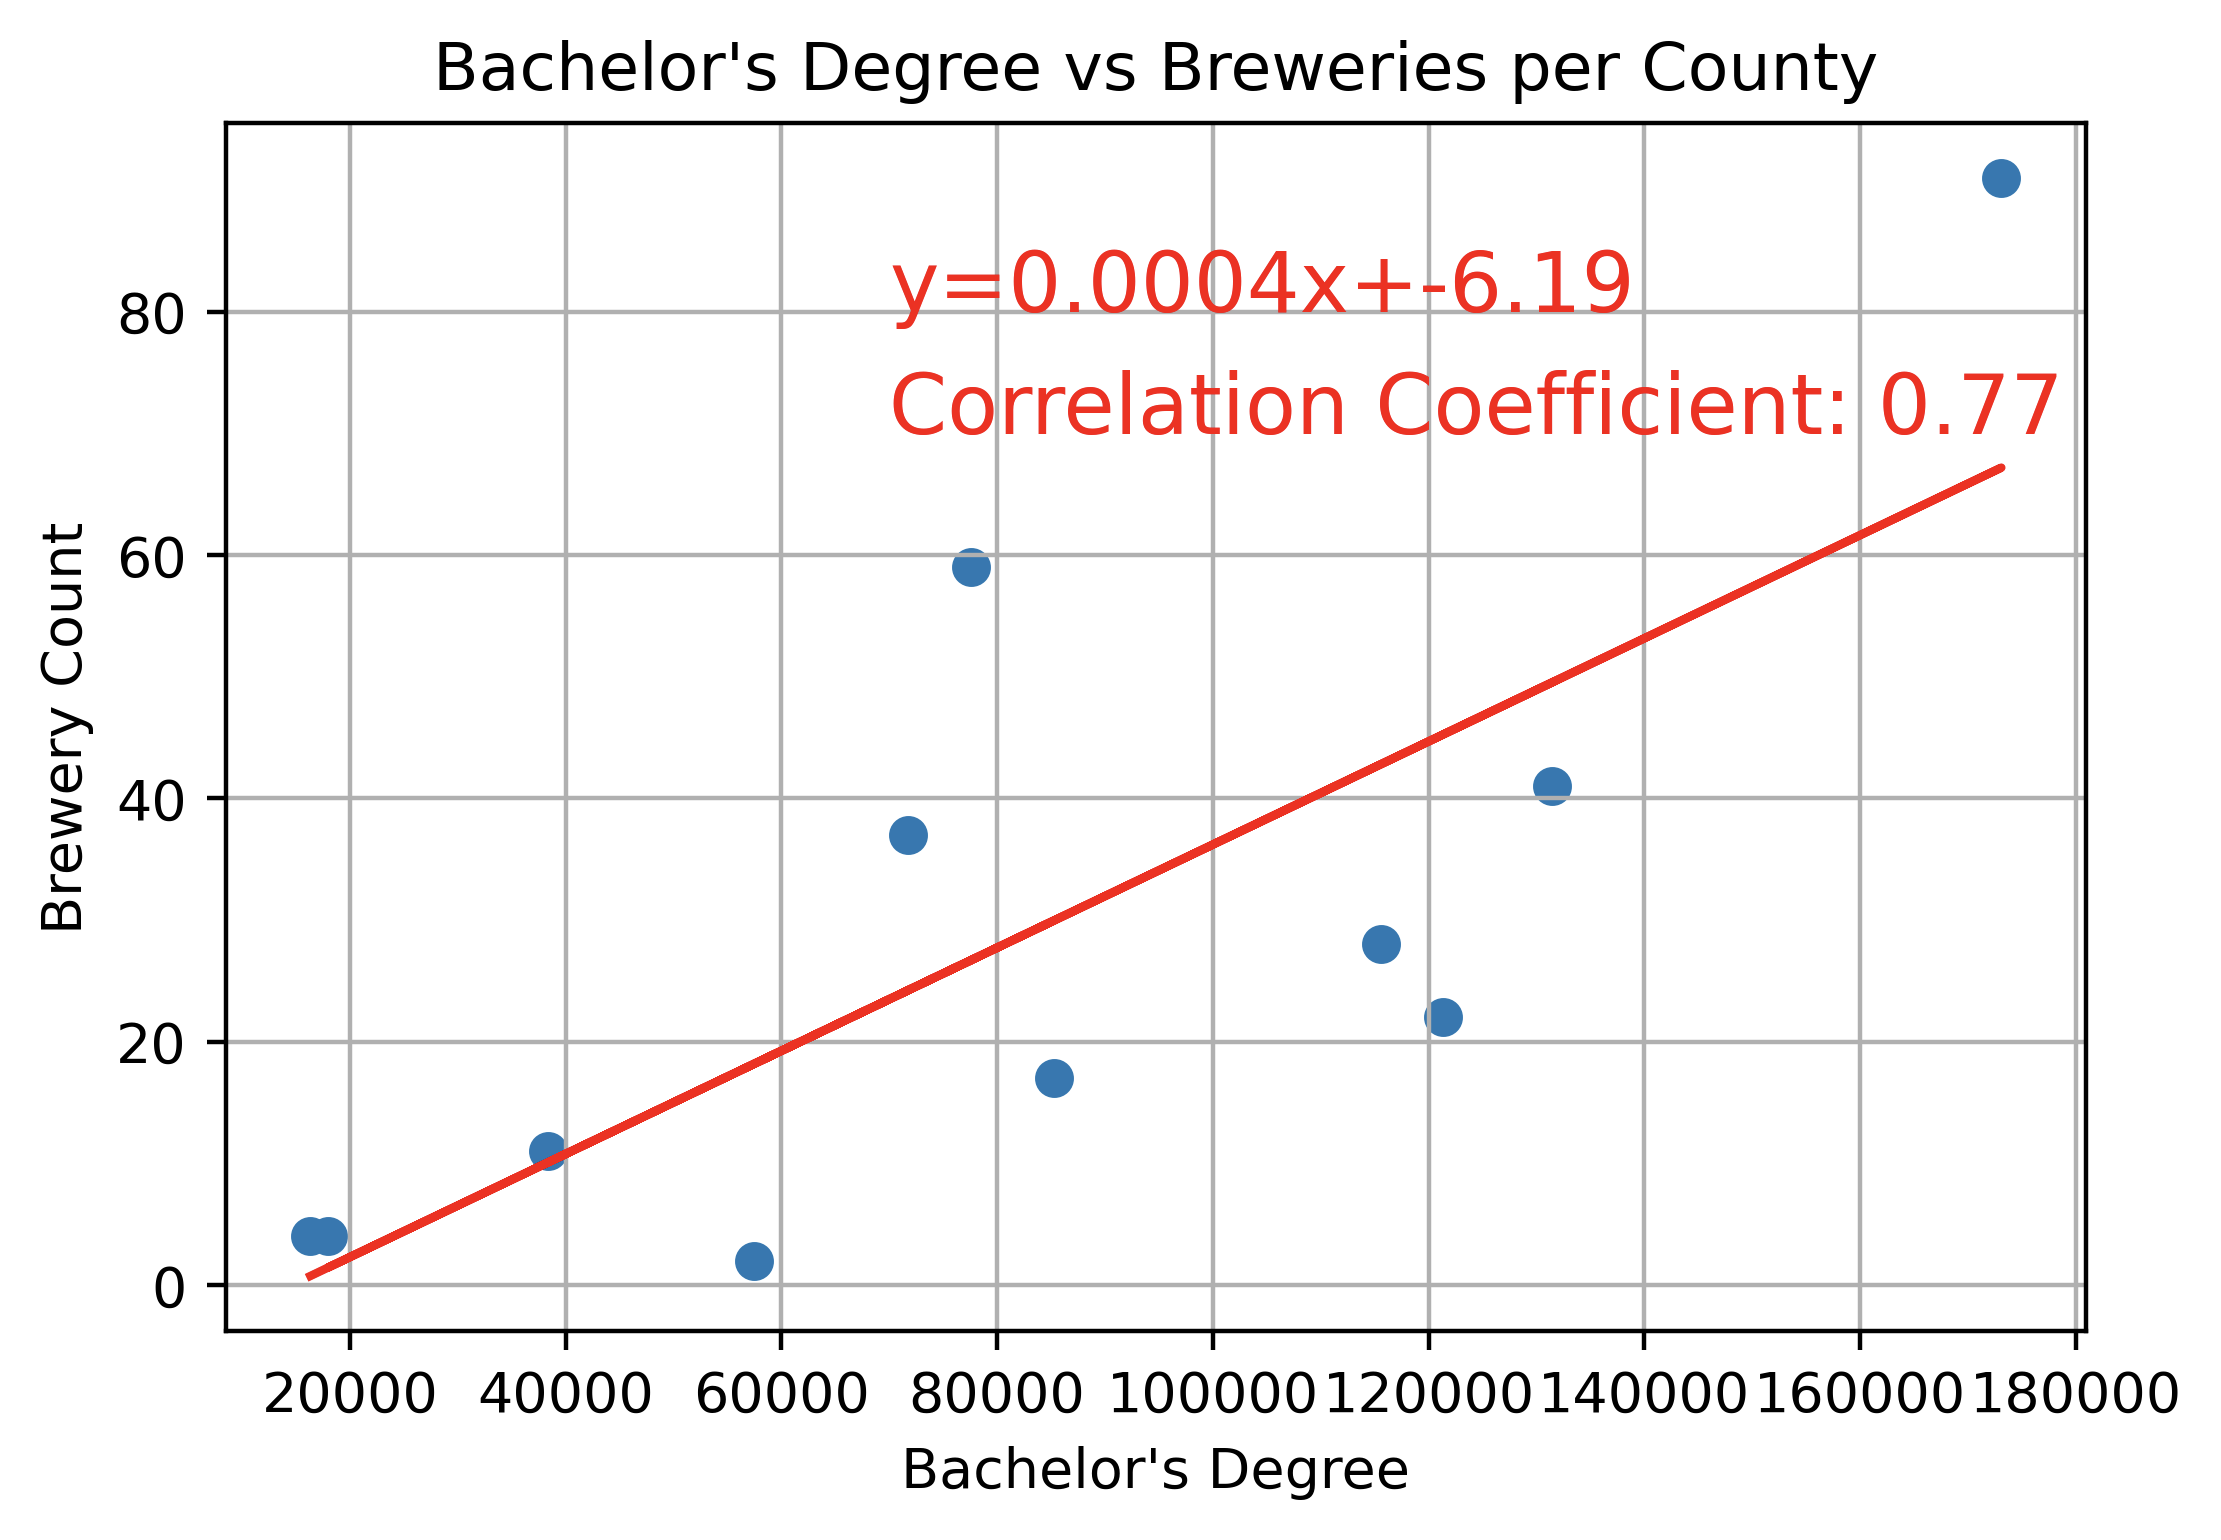 Bachelor's Degree vs Breweries per County
y=0.0004x+-6.19
Correlation Coefficient: 0.77
Brewery Count
80
60
40
20
0
20000 40000 60000 80000 100000 120000 140000 160000 180000
Bachelor's Degree